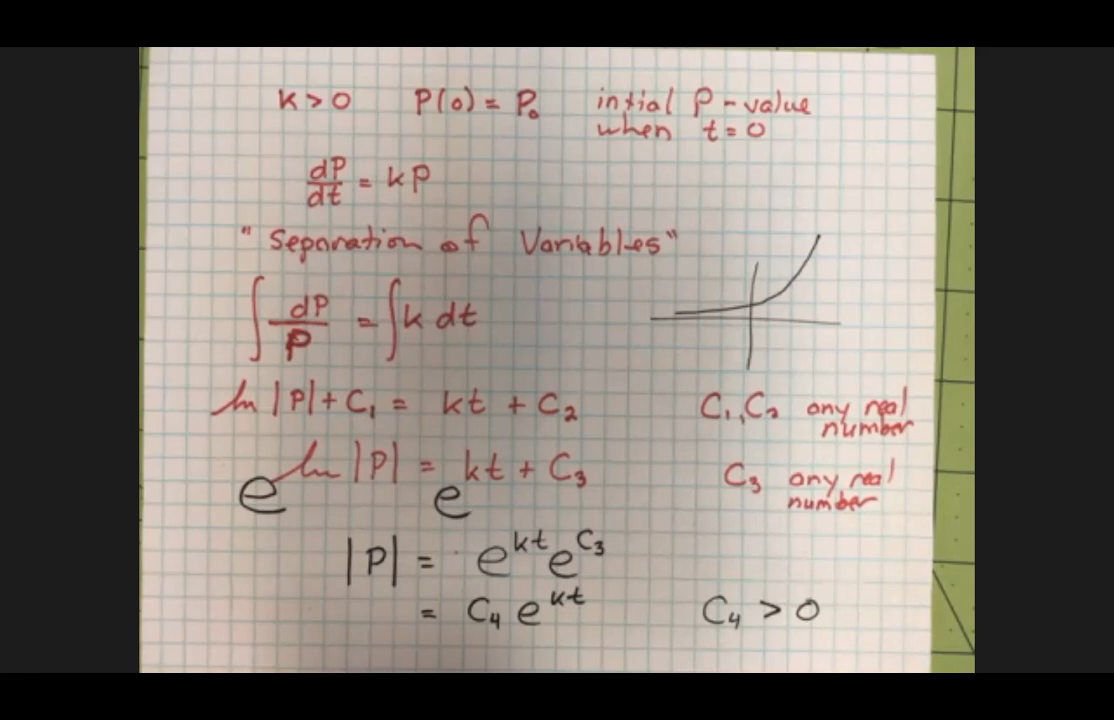 k > 0 P(0) = P₀ intial P-value
when t = 0
dP/dt = kP
"Separation of Variables"
∫ dP/P = ∫ k dt
ln |P| + C₁ = kt + C₂ C₁, C₂ any real
number
e^(ln |P|) = e^(kt + C₃) C₃ any real
number
|P| = e^(kt) e^(C₃)
= C₄ e^(kt) C₄ > 0